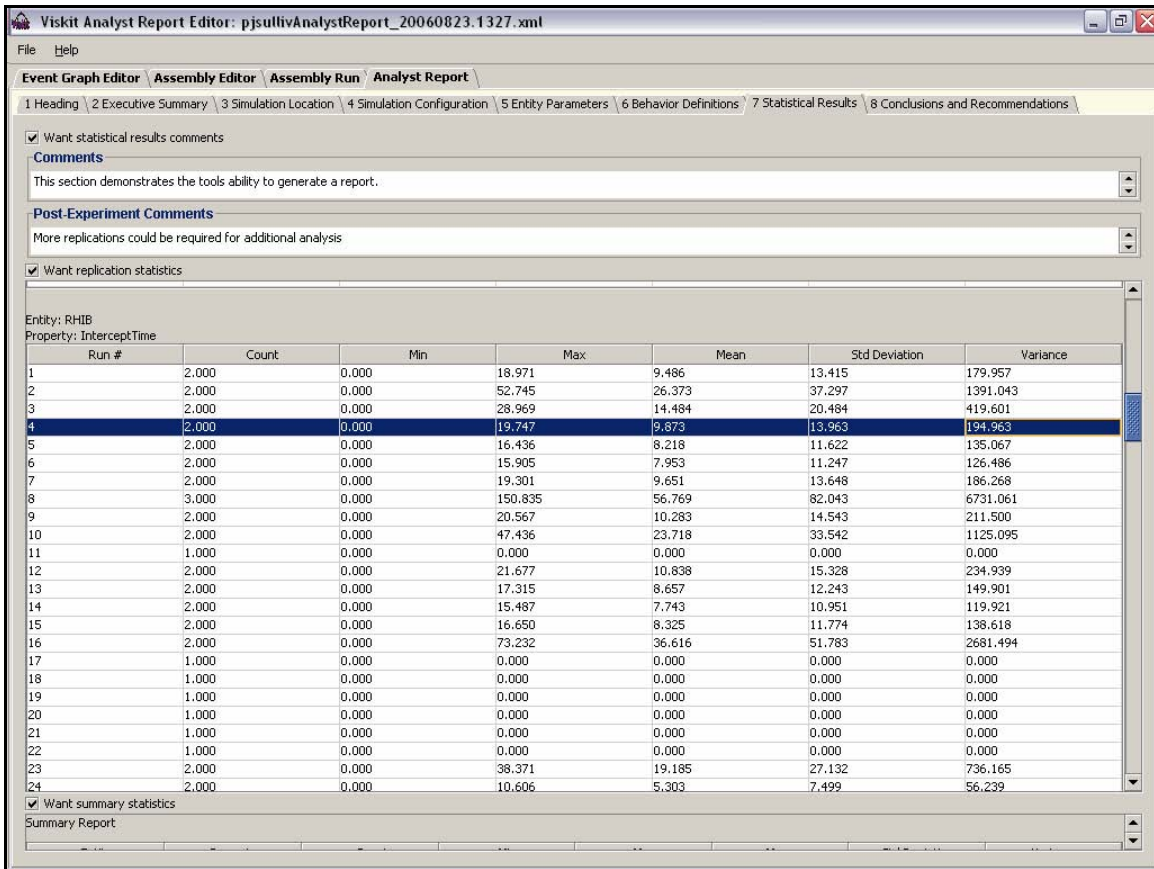 Viskit Analyst Report Editor: pjsullivAnalystReport_20060823.1327.xml
File Help
Event Graph Editor Assembly Editor Assembly Run Analyst Report
1 Heading 2 Executive Summary 3 Simulation Location 4 Simulation Configuration 5 Entity Parameters 6 Behavior Definitions 7 Statistical Results 8 Conclusions and Recommendations
Want statistical results comments
Comments
This section demonstrates the tools ability to generate a report.
Post-Experiment Comments
More replications could be required for additional analysis
Want replication statistics
Entity: RHIB
Property: InterceptTime
Run # Count Min Max Mean Std Deviation Variance
1 2.000 0.000 18.971 9.486 13.415 179.957
2 2.000 0.000 52.745 26.373 37.297 1391.043
3 2.000 0.000 28.969 14.484 20.484 419.601
4 2.000 0.000 19.747 9.873 13.963 194.963
5 2.000 0.000 16.436 8.218 11.622 135.067
6 2.000 0.000 15.905 7.953 11.247 126.486
7 2.000 0.000 19.301 9.651 13.648 186.268
8 3.000 0.000 150.835 56.769 82.043 6731.061
9 2.000 0.000 20.567 10.283 14.543 211.500
10 2.000 0.000 47.436 23.718 33.542 1125.095
11 1.000 0.000 0.000 0.000 0.000 0.000
12 2.000 0.000 21.677 10.838 15.328 234.939
13 2.000 0.000 17.315 8.657 12.243 149.901
14 2.000 0.000 15.487 7.743 10.951 119.921
15 2.000 0.000 16.650 8.325 11.774 138.618
16 2.000 0.000 73.232 36.616 51.783 2681.494
17 1.000 0.000 0.000 0.000 0.000 0.000
18 1.000 0.000 0.000 0.000 0.000 0.000
19 1.000 0.000 0.000 0.000 0.000 0.000
20 1.000 0.000 0.000 0.000 0.000 0.000
21 1.000 0.000 0.000 0.000 0.000 0.000
22 1.000 0.000 0.000 0.000 0.000 0.000
23 2.000 0.000 38.371 19.185 27.132 736.165
24 2.000 0.000 10.606 5.303 7.499 56.239
Want summary statistics
Summary Report